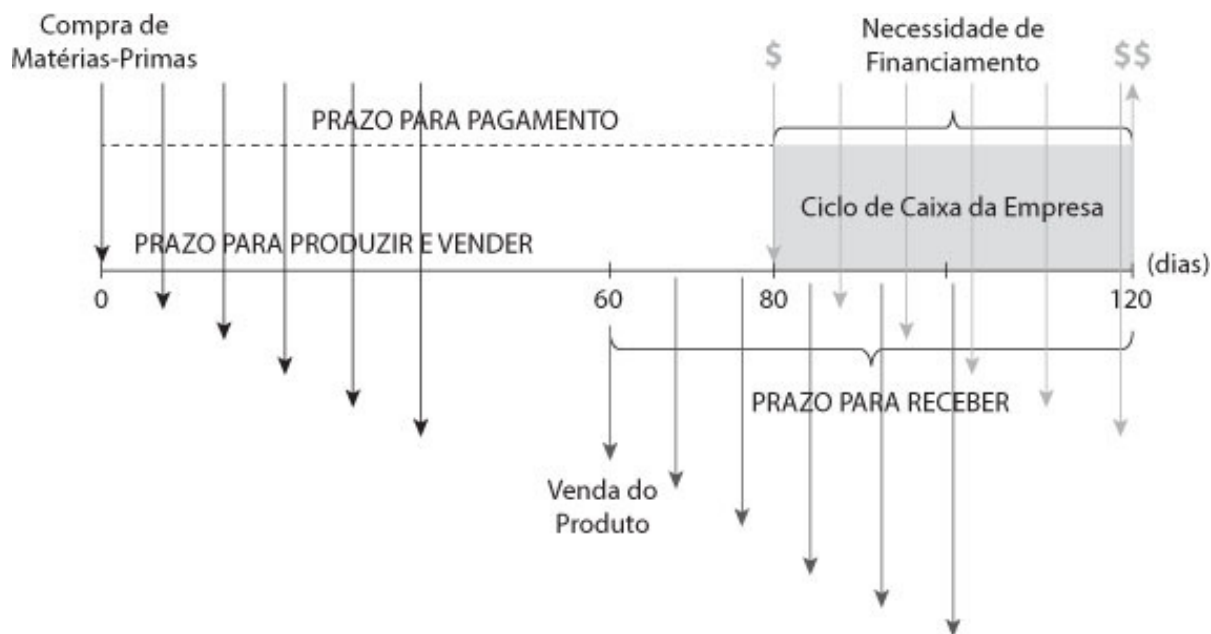 Compra de
Matérias-Primas
$
Necessidade de
Financiamento
$$
PRAZO PARA PAGAMENTO
Ciclo de Caixa da Empresa
PRAZO PARA PRODUZIR E VENDER
(dias)
0
60
80
120
PRAZO PARA RECEBER
Venda do
Produto